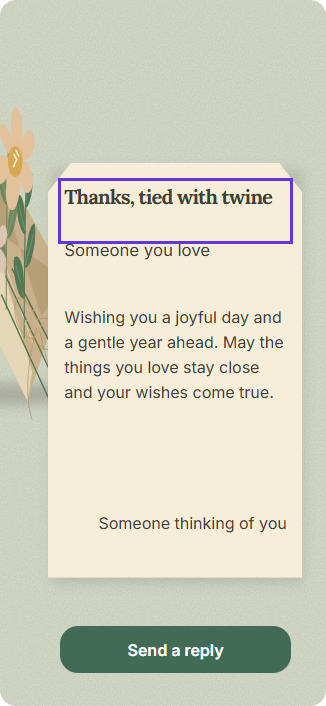 Thanks, tied with twine
Someone you love
Wishing you a joyful day and
a gentle year ahead. May the
things you love stay close
and your wishes come true.
Someone thinking of you
Send a reply